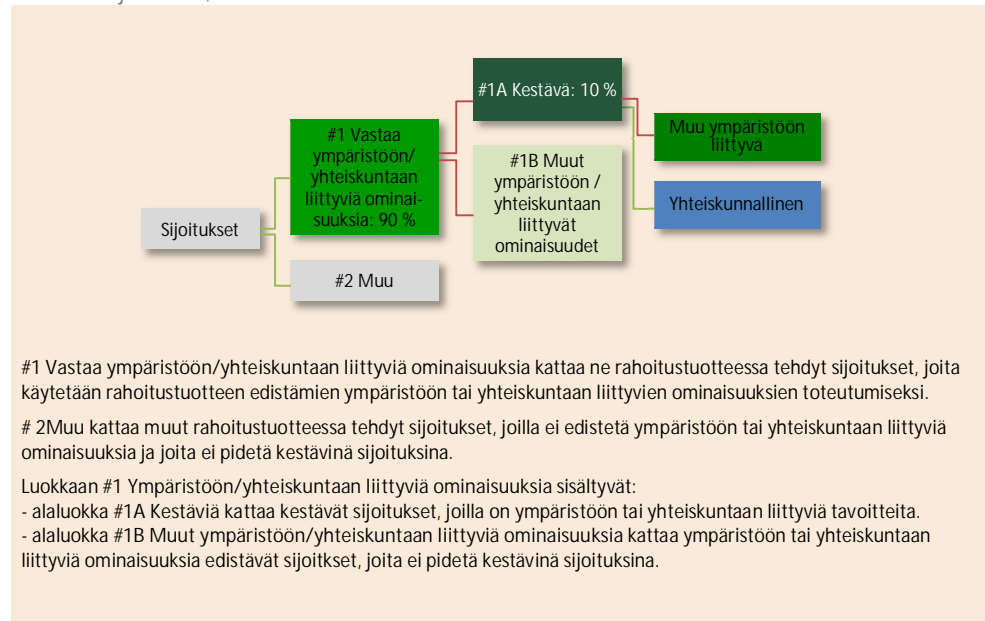 #1A Kestävä: 10 %
#1 Vastaa
ympäristöön/
yhteiskuntaan
liittyviä ominai-
suuksia: 90 %
Muu ympäristöön
liittyvä
#1B Muut
ympäristöön /
yhteiskuntaan
liittyvät
ominaisuudet
Yhteiskunnallinen
Sijoitukset
#2 Muu
#1 Vastaa ympäristöön/yhteiskuntaan liittyviä ominaisuuksia kattaa ne rahoitustuotteessa tehdyt sijoitukset, joita
käytetään rahoitustuotteen edistämien ympäristöön tai yhteiskuntaan liittyvien ominaisuuksien toteutumiseksi.
# 2Muu kattaa muut rahoitustuotteessa tehdyt sijoitukset, joilla ei edistetä ympäristöön tai yhteiskuntaan liittyviä
ominaisuuksia ja joita ei pidetä kestävinä sijoituksina.
Luokkaan #1 Ympäristöön/yhteiskuntaan liittyviä ominaisuuksia sisältyvät:
- alaluokka #1A Kestäviä kattaa kestävät sijoitukset, joilla on ympäristöön tai yhteiskuntaan liittyviä tavoitteita.
- alaluokka #1B Muut ympäristöön/yhteiskuntaan liittyviä ominaisuuksia kattaa ympäristöön tai yhteiskuntaan
liittyviä ominaisuuksia edistävät sijoitkset, joita ei pidetä kestävinä sijoituksina.